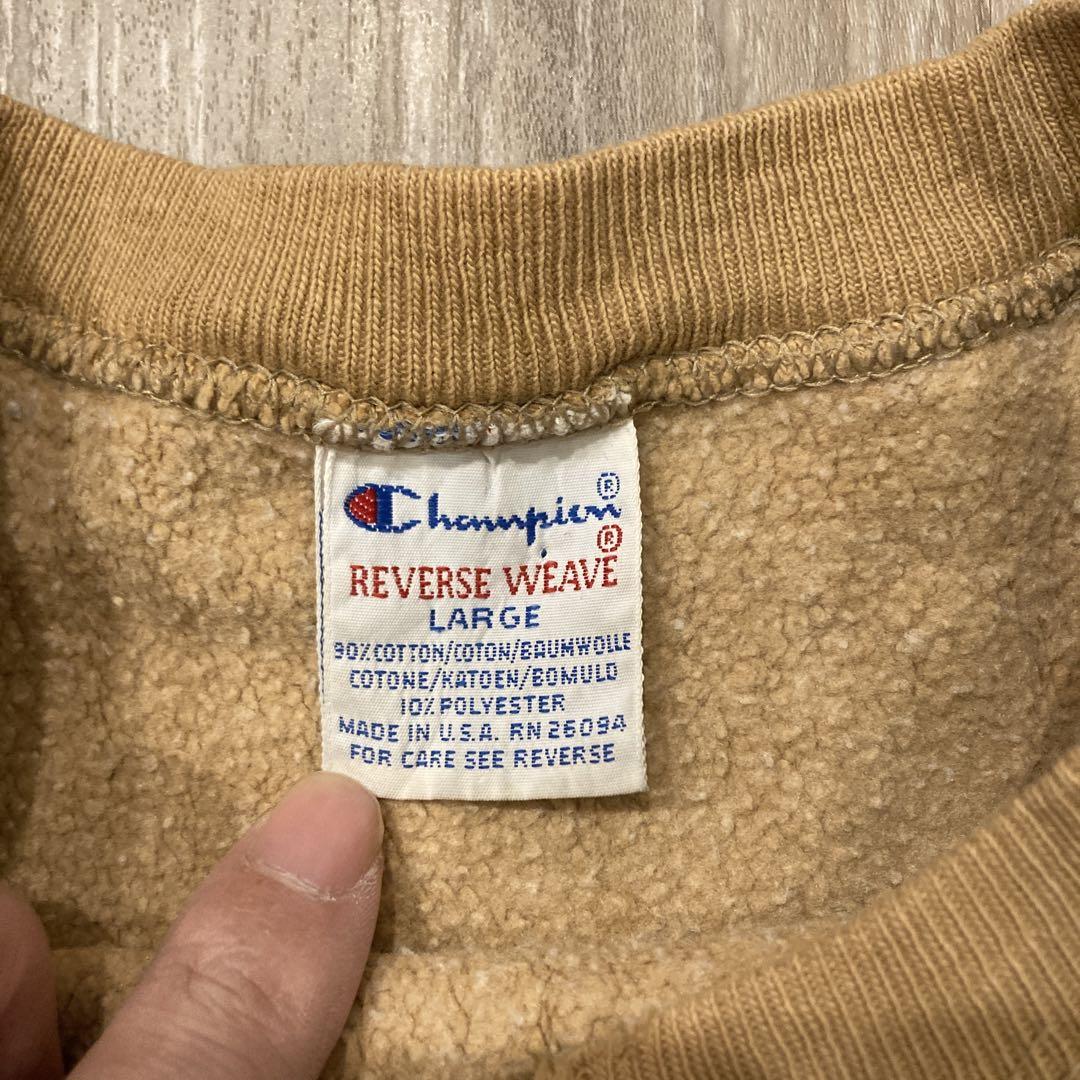 Champion®
REVERSE WEAVE®
LARGE
90% COTTON/COTON/BAUMWOLLE
COTONE/KATOEN/BOMULD
10% POLYESTER
MADE IN U.S.A. RN 26094
FOR CARE SEE REVERSE